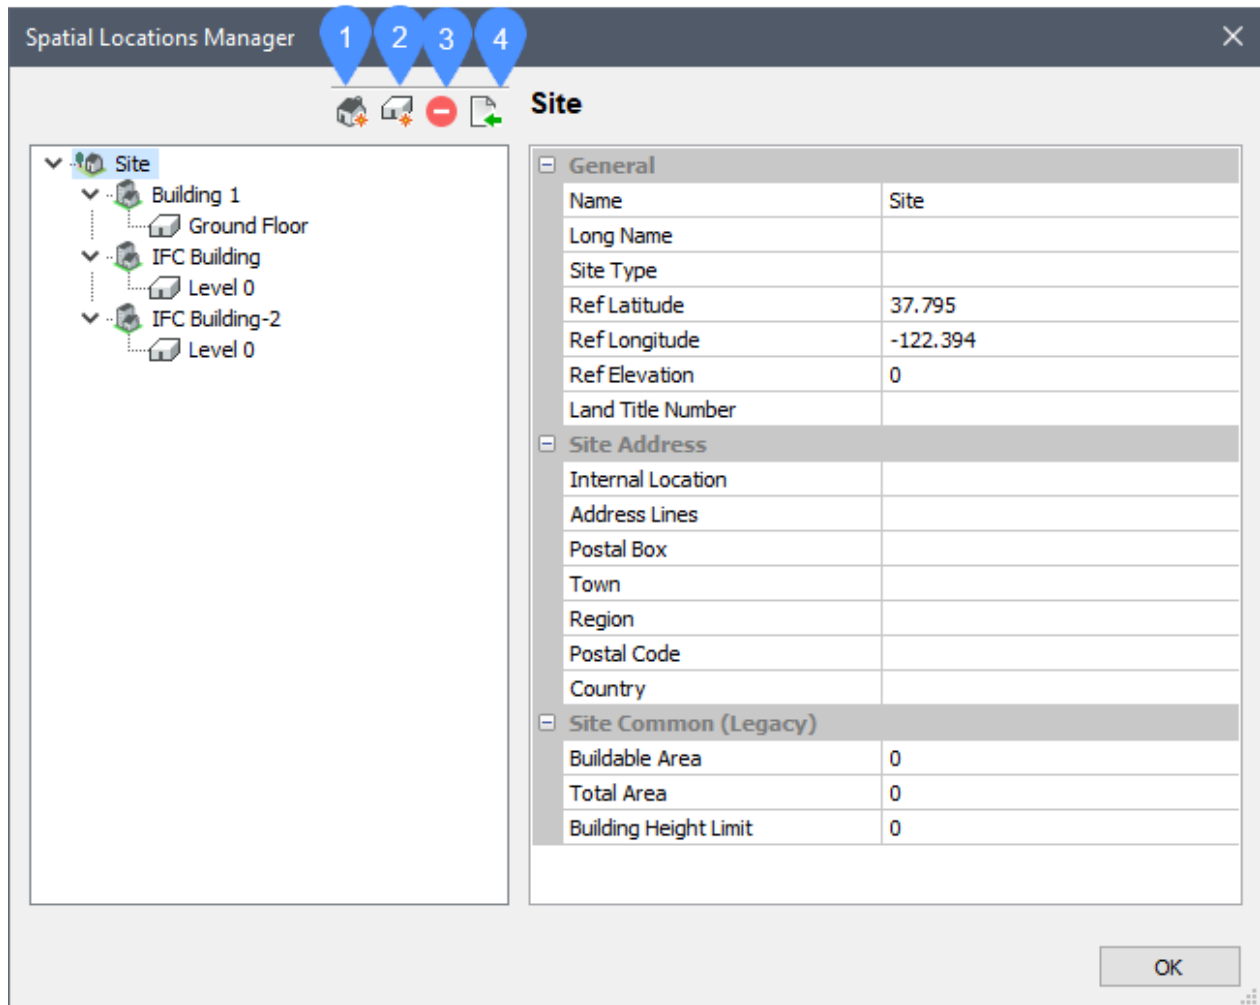 Spatial Locations Manager
1 2 3 4
Site
Site
Building 1
Ground Floor
IFC Building
Level 0
IFC Building-2
Level 0
General
Name Site
Long Name
Site Type
Ref Latitude 37.795
Ref Longitude -122.394
Ref Elevation 0
Land Title Number
Site Address
Internal Location
Address Lines
Postal Box
Town
Region
Postal Code
Country
Site Common (Legacy)
Buildable Area 0
Total Area 0
Building Height Limit 0
OK